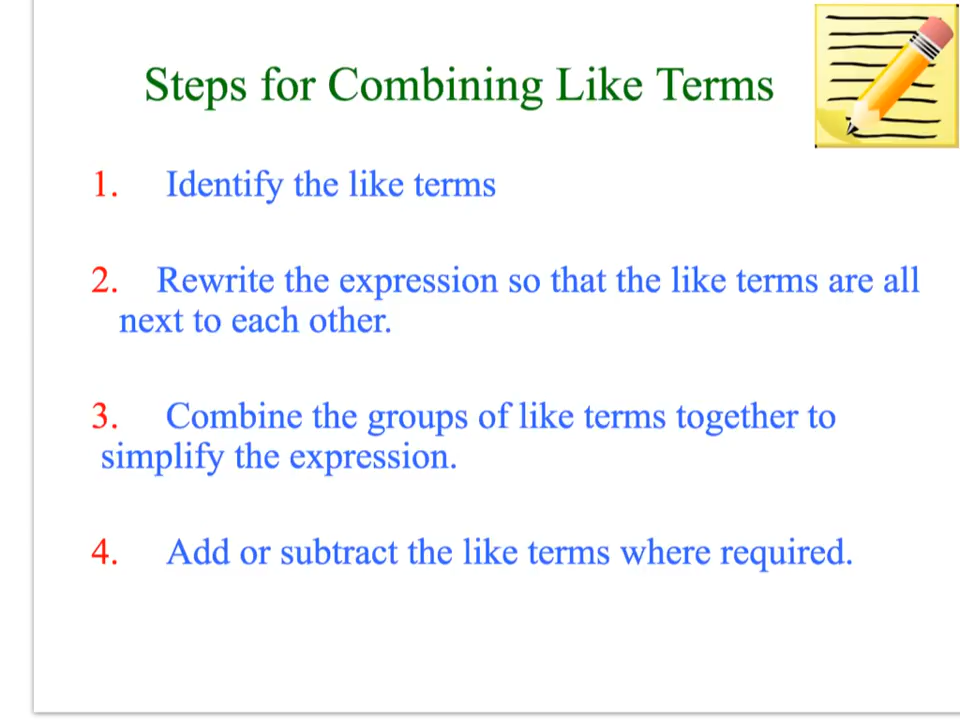 Steps for Combining Like Terms
1. Identify the like terms
2. Rewrite the expression so that the like terms are all
next to each other.
3. Combine the groups of like terms together to
simplify the expression.
4. Add or subtract the like terms where required.